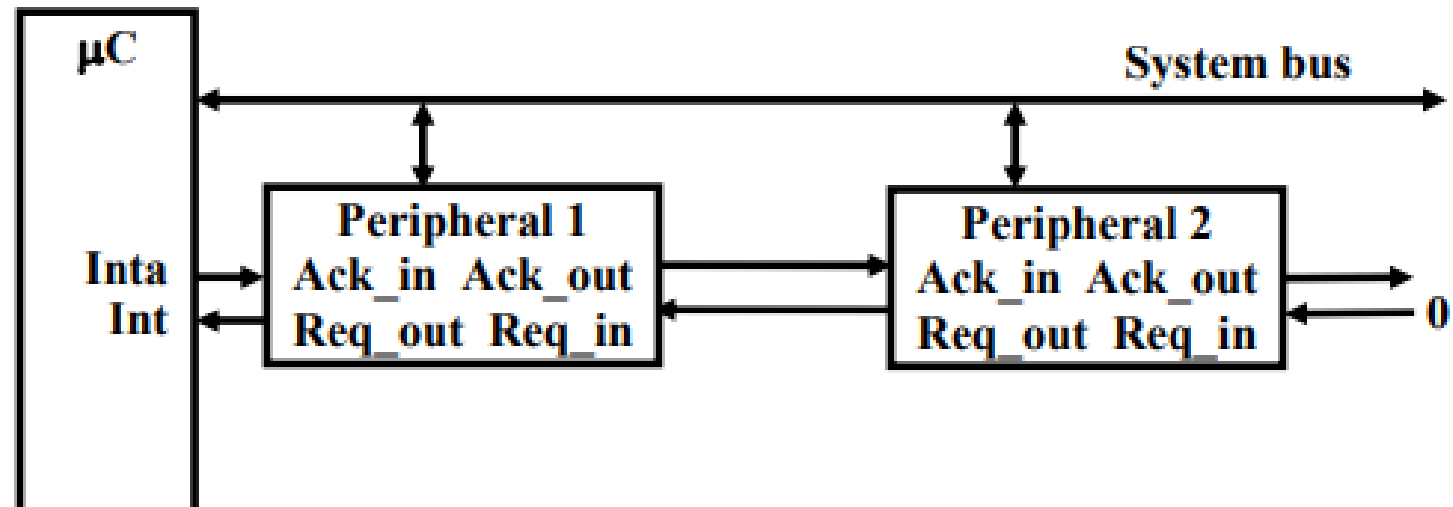 μC
System bus
Peripheral 1
Ack_in Ack_out
Req_out Req_in
Peripheral 2
Ack_in Ack_out
Req_out Req_in
Inta
Int
0